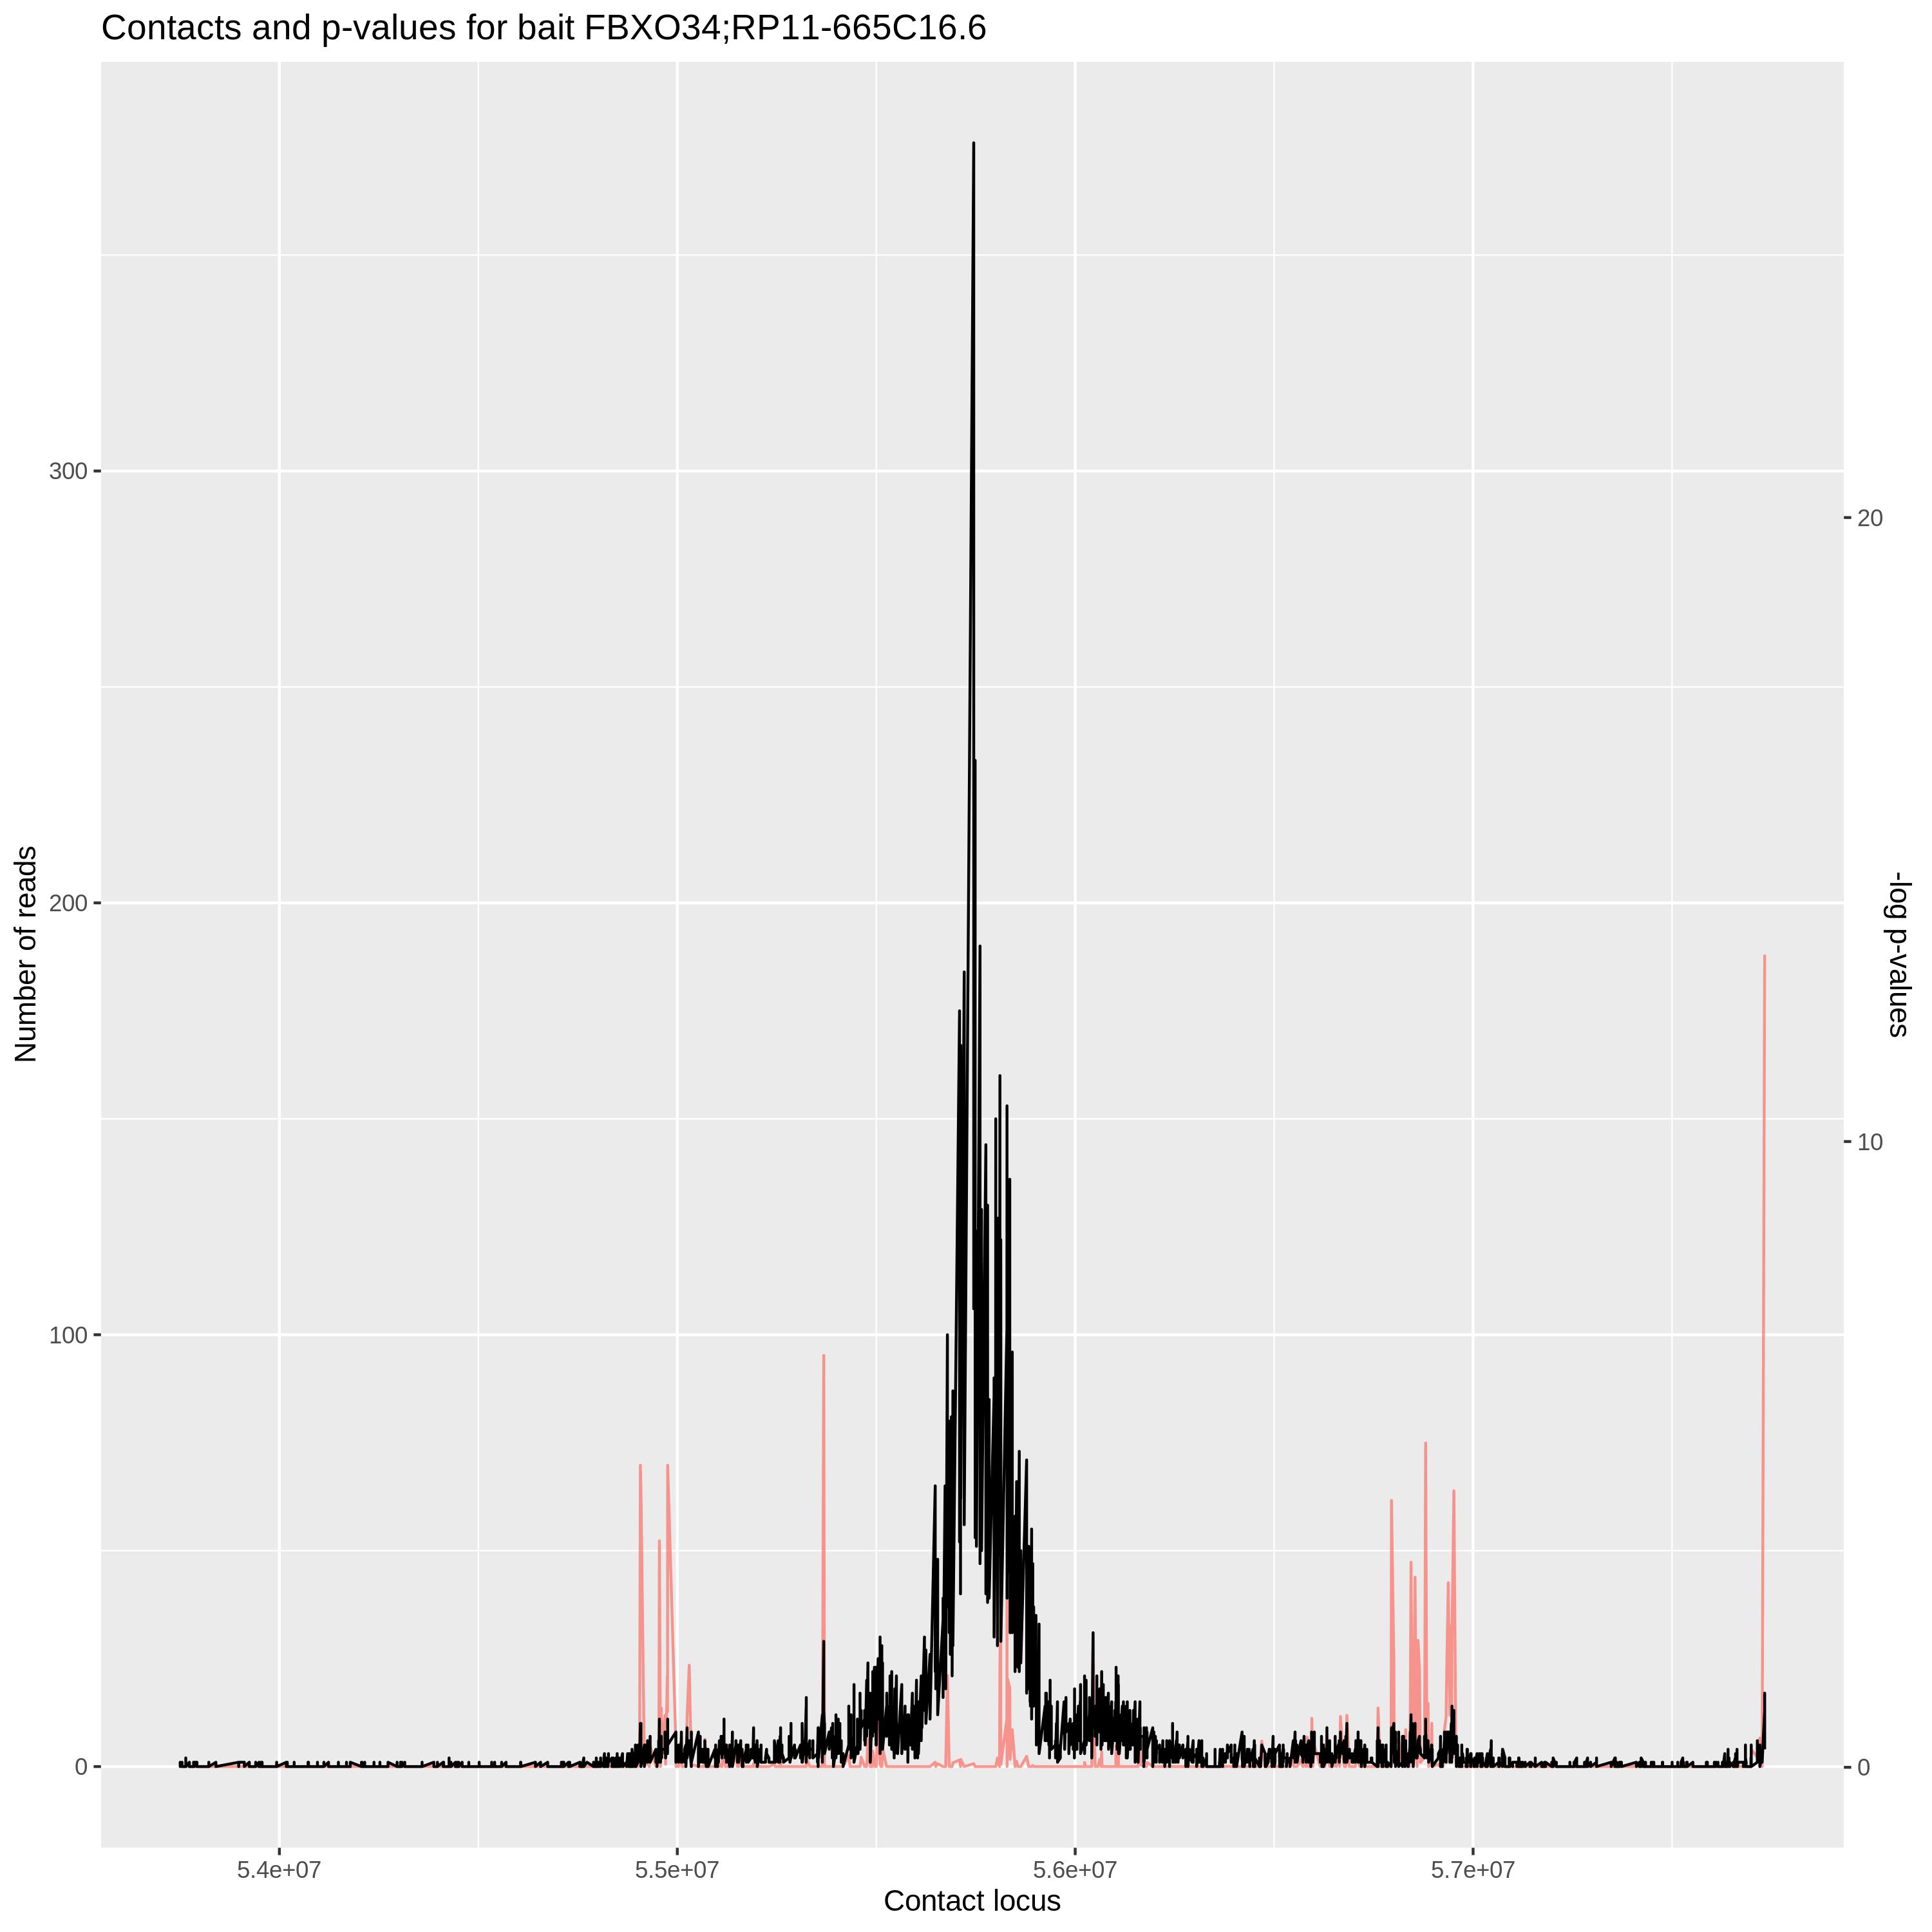 Contacts and p-values for bait FBXO34;RP11-665C16.6
Number of reads
300
200
100
0
20
10
0
-log p-values
5.4e+07
5.5e+07
5.6e+07
5.7e+07
Contact locus